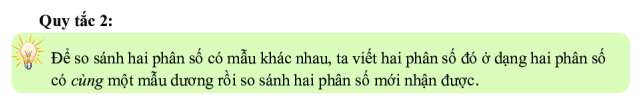 Quy tắc 2:
Để so sánh hai phân số có mẫu khác nhau, ta viết hai phân số đó ở dạng hai phân số
có cùng một mẫu dương rồi so sánh hai phân số mới nhận được.